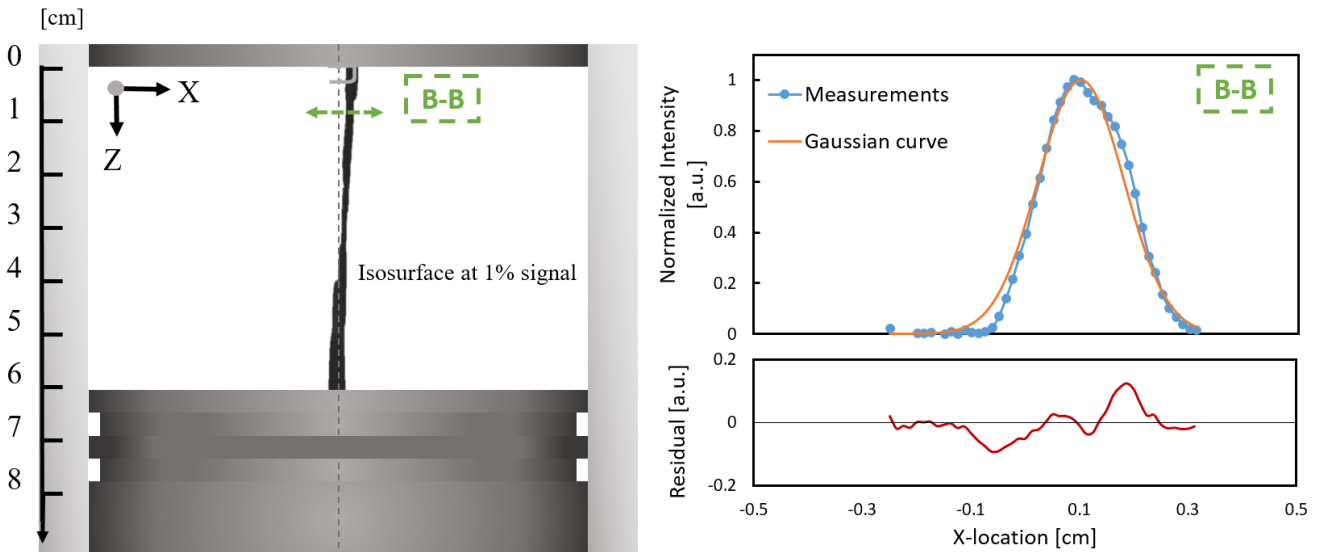 [cm]
0
1
2
3
4
5
6
7
8
X
Z
B-B
Isosurface at 1% signal
Normalized Intensity
[a.u.]
1
0.8
0.6
0.4
0.2
0
Measurements
Gaussian curve
B-B
Residual [a.u.]
0.2
0
-0.2
-0.5
-0.3
-0.1
0.1
0.3
0.5
X-location [cm]